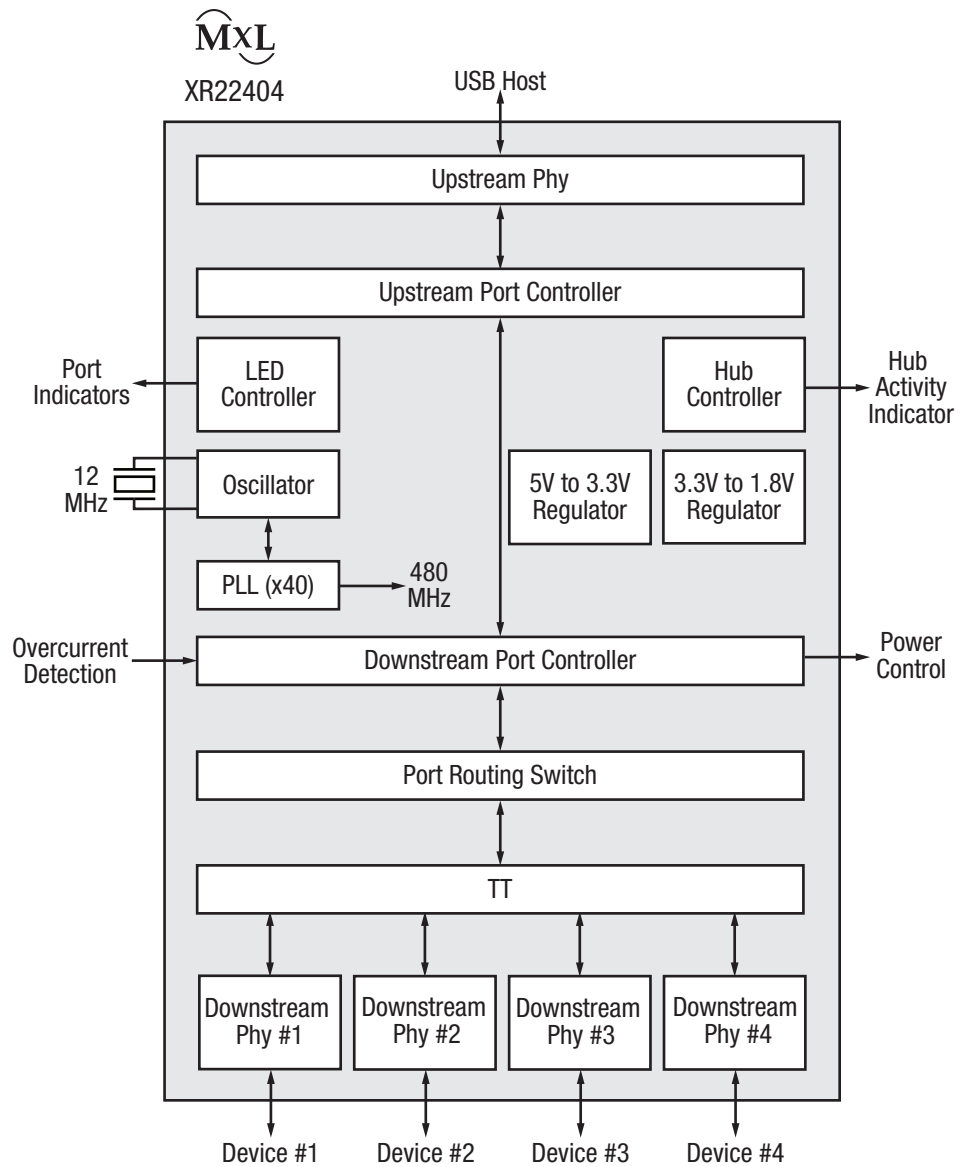 MxL
XR22404
USB Host
Upstream Phy
Upstream Port Controller
Port
Indicators
LED
Controller
Hub
Controller
Hub
Activity
Indicator
12
MHz
Oscillator
5V to 3.3V
Regulator
3.3V to 1.8V
Regulator
PLL (x40)
480
MHz
Overcurrent
Detection
Downstream Port Controller
Power
Control
Port Routing Switch
TT
Downstream
Phy #1
Downstream
Phy #2
Downstream
Phy #3
Downstream
Phy #4
Device #1
Device #2
Device #3
Device #4